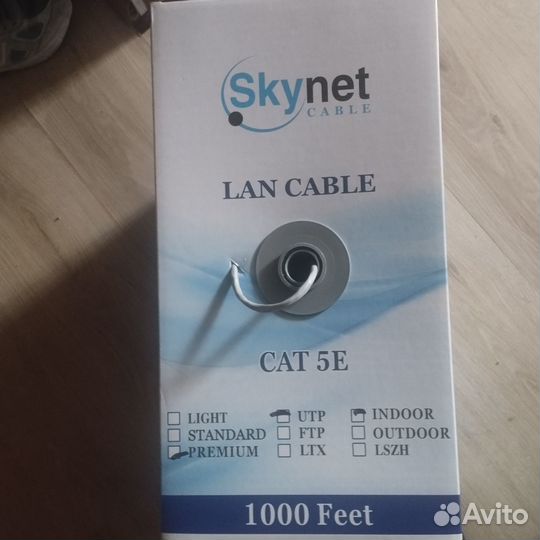 Skynet
CABLE
LAN CABLE
CAT 5E
LIGHT UTP INDOOR
STANDARD FTP OUTDOOR
PREMIUM LTX LSZH
1000 Feet
Avito